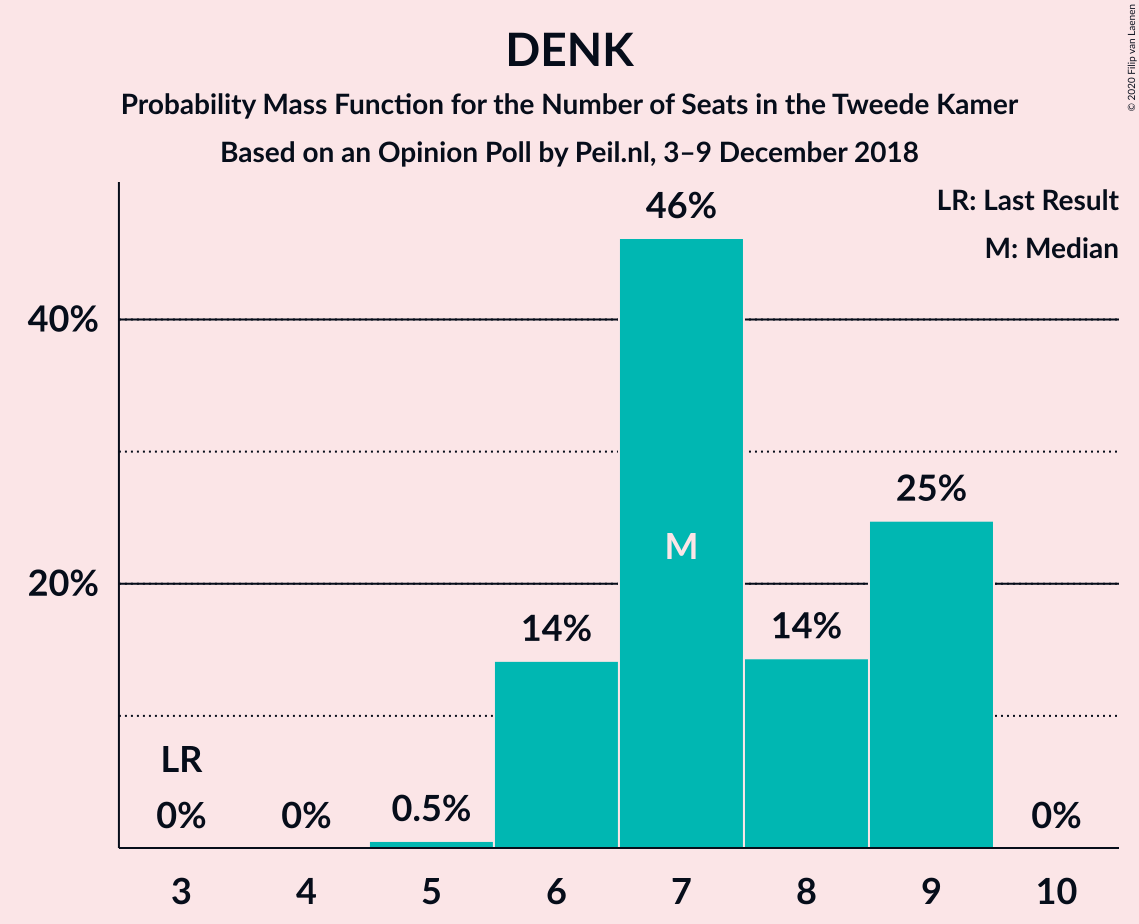 DENK
Probability Mass Function for the Number of Seats in the Tweede Kamer
Based on an Opinion Poll by Peil.nl, 3–9 December 2018
© 2020 Filip van Laenen
LR: Last Result
M: Median
46%
40%
25%
M
20%
14%
14%
LR
0%
0%
0.5%
0%
3 4 5 6 7 8 9 10